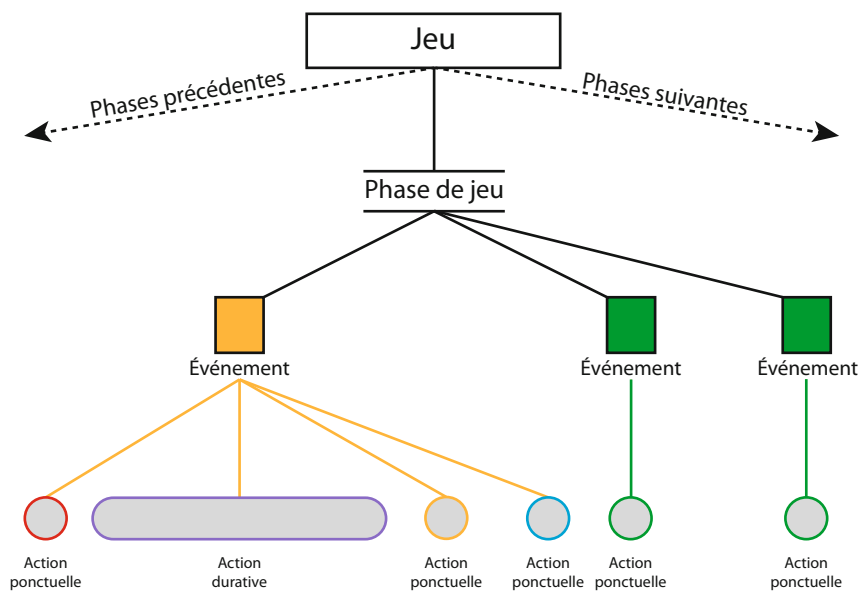 Jeu
Phases précédentes
Phases suivantes
Phase de jeu
Événement
Événement
Événement
Action
ponctuelle
Action
durative
Action
ponctuelle
Action
ponctuelle
Action
ponctuelle
Action
ponctuelle